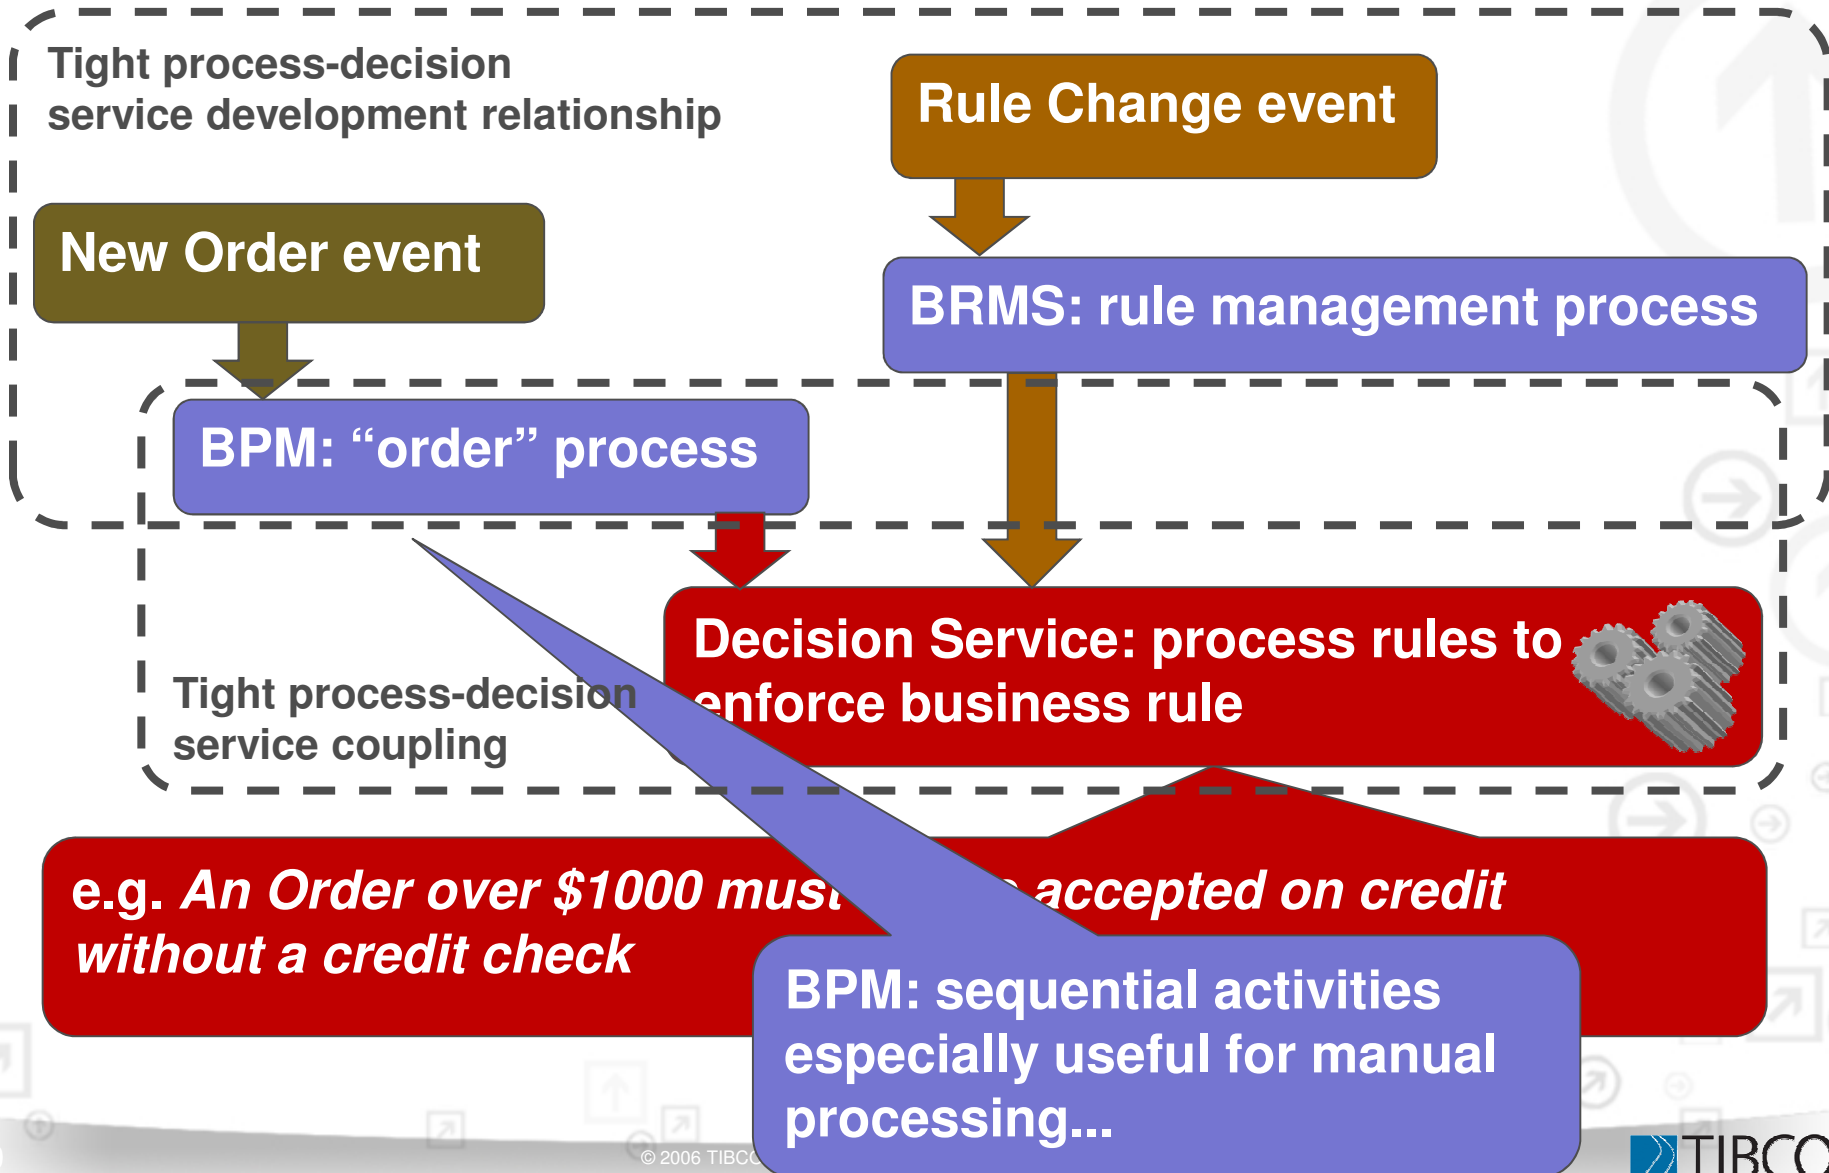 Tight process-decision
service development relationship
Rule Change event
New Order event
BRMS: rule management process
BPM: “order” process
Decision Service: process rules to
enforce business rule
Tight process-decision
service coupling
e.g. An Order over $1000 must accepted on credit
without a credit check
BPM: sequential activities
especially useful for manual
processing...
© 2006 TIBCO
TIBCO